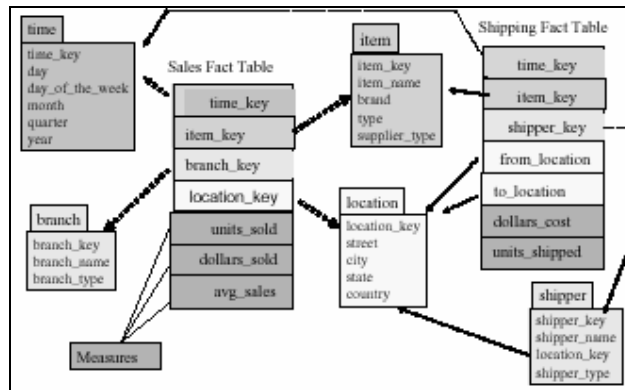 time
time_key
day
day_of_the_week
month
quarter
year
Sales Fact Table
time_key
item_key
branch_key
location_key
units_sold
dollars_sold
avg_sales
Measures
branch
branch_key
branch_name
branch_type
item
item_key
item_name
brand
type
supplier_type
location
location_key
street
city
state
country
Shipping Fact Table
time_key
item_key
shipper_key
from_location
to_location
dollars_cost
units_shipped
shipper
shipper_key
shipper_name
location_key
shipper_type